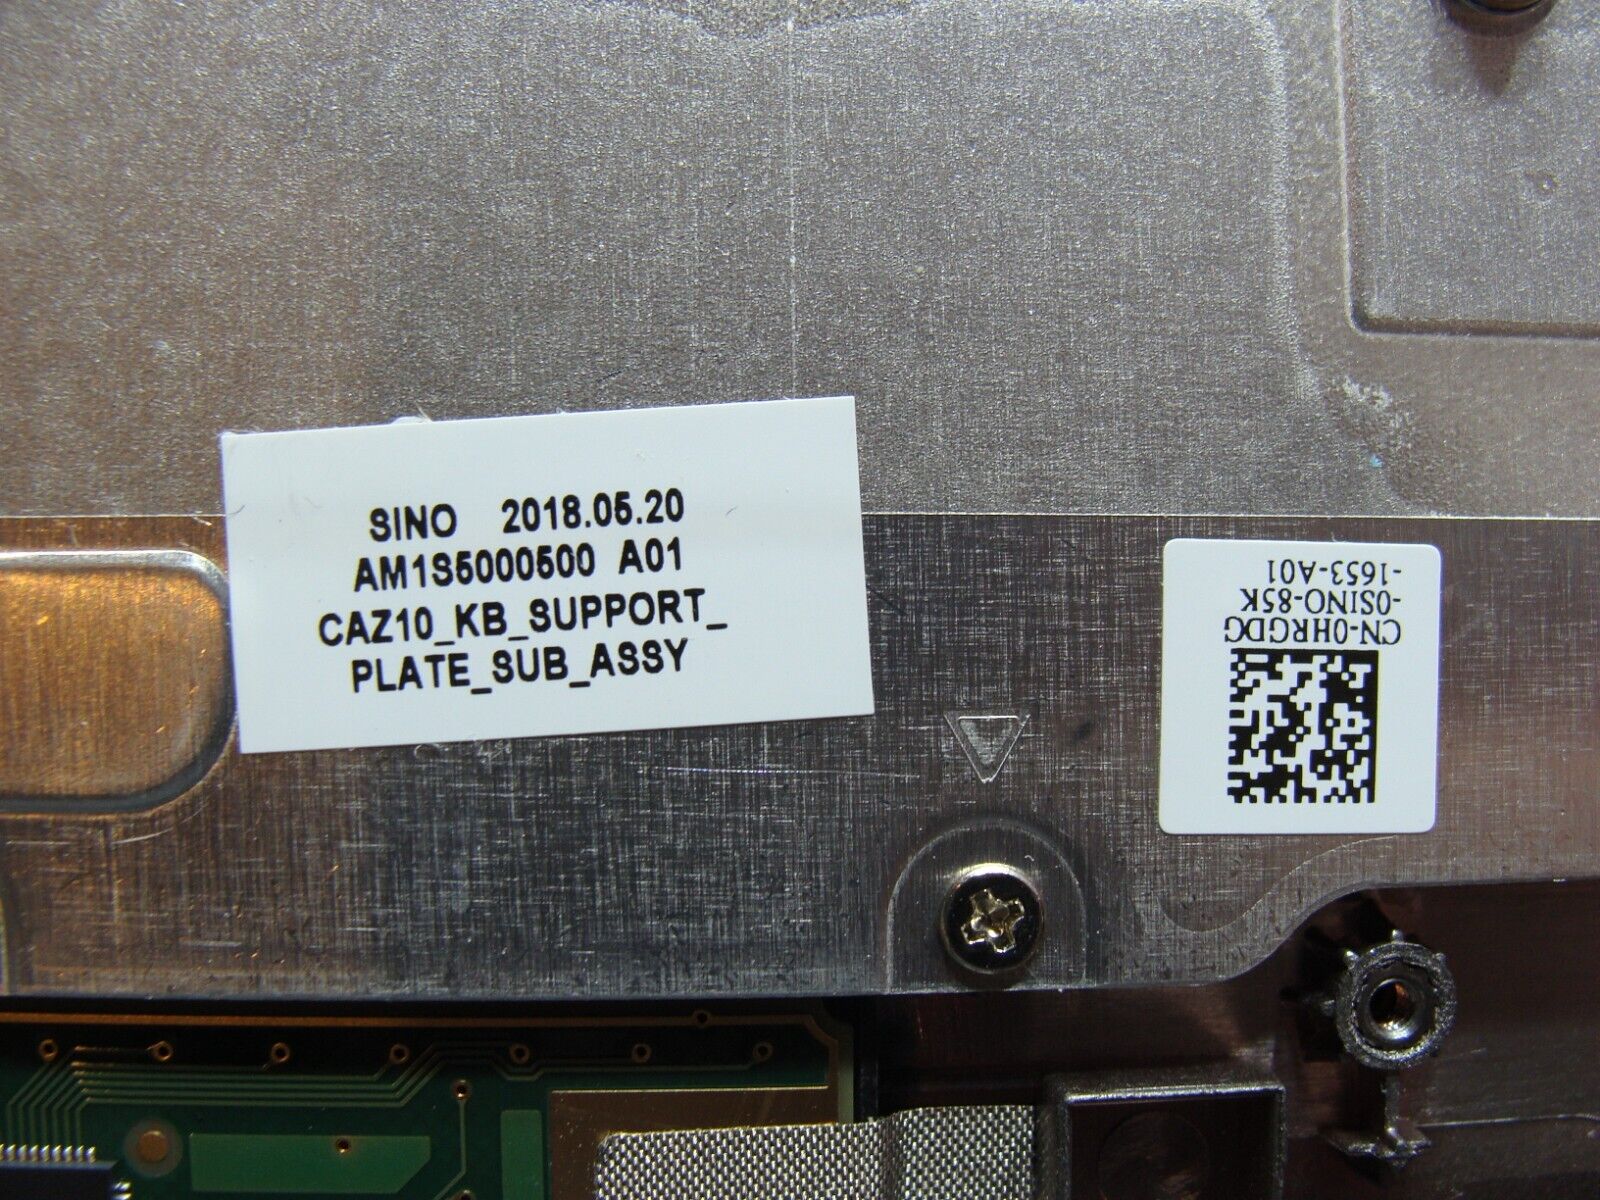 SINO 2018.05.20
AM1S5000500 A01
CAZ10_KB_SUPPORT_
PLATE_SUB_ASSY
CN-0HRGDG
-0SINO-85K
-1653-A01